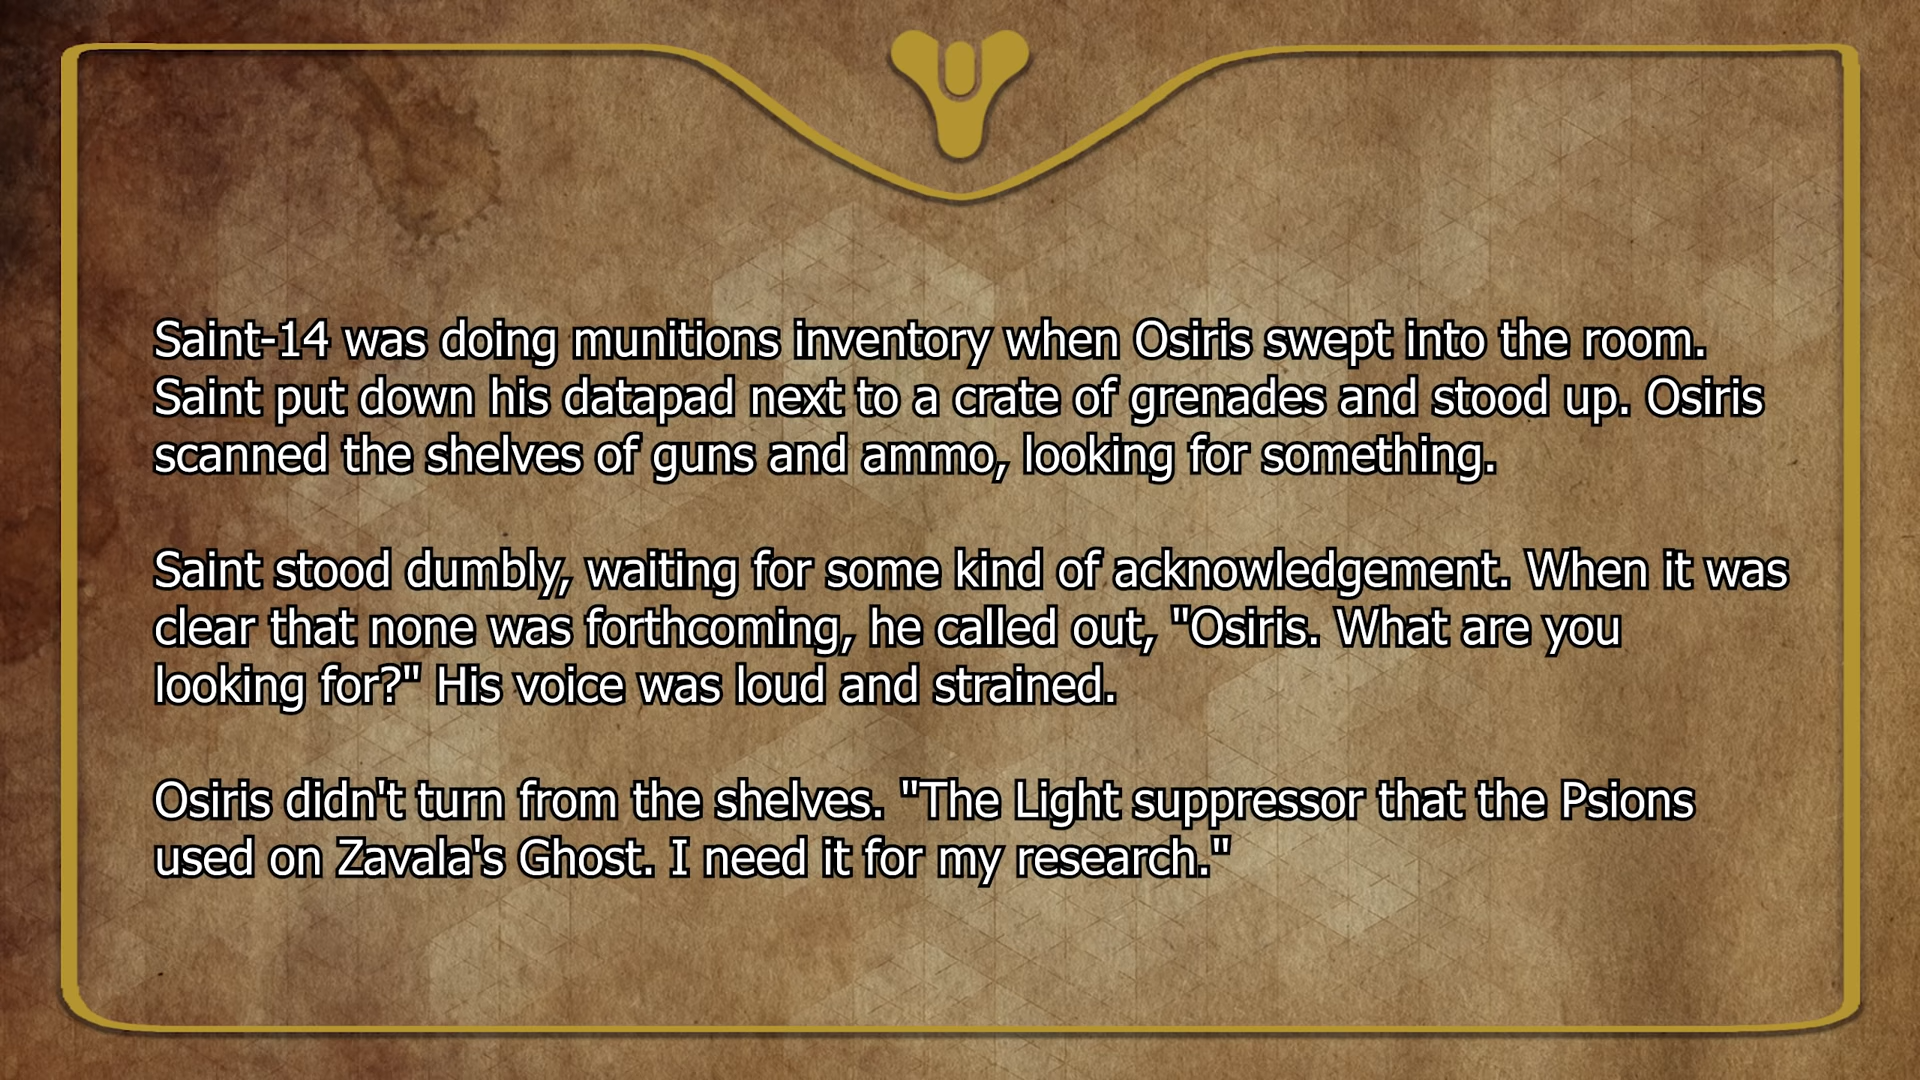 Saint-14 was doing munitions inventory when Osiris swept into the room.
Saint put down his datapad next to a crate of grenades and stood up. Osiris
scanned the shelves of guns and ammo, looking for something.
Saint stood dumbly, waiting for some kind of acknowledgement. When it was
clear that none was forthcoming, he called out, "Osiris. What are you
looking for?" His voice was loud and strained.
Osiris didn't turn from the shelves. "The Light suppressor that the Psions
used on Zavala's Ghost. I need it for my research."